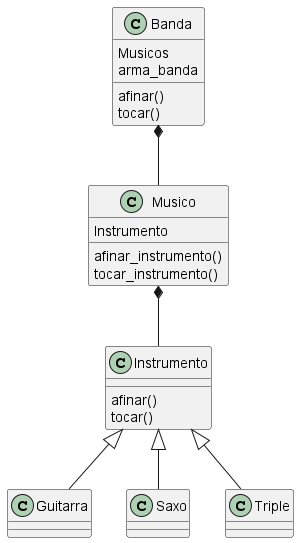 C Banda
Musicos
arma_banda
afinar()
tocar()
C Musico
Instrumento
afinar_instrumento()
tocar_instrumento()
C Instrumento
afinar()
tocar()
C Guitarra
C Saxo
C Triple